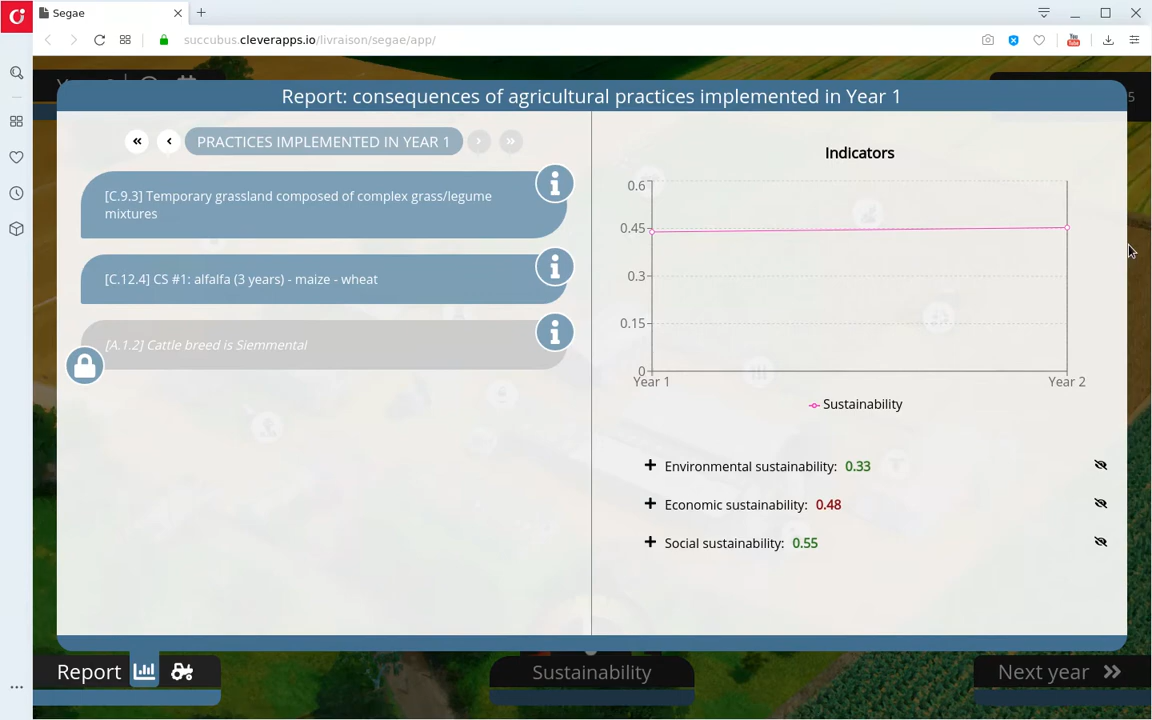 Segae
succubus.cleverapps.io/livraison/segae/app/
Report: consequences of agricultural practices implemented in Year 1
PRACTICES IMPLEMENTED IN YEAR 1
[C.9.3] Temporary grassland composed of complex grass/legume
mixtures
[C.12.4] CS #1: alfalfa (3 years) - maize - wheat
[A.1.2] Cattle breed is Siemmental
Indicators
0.6
0.45
0.3
0.15
0
Year 1
Year 2
Sustainability
Environmental sustainability: 0.33
Economic sustainability: 0.48
Social sustainability: 0.55
Report
Sustainability
Next year